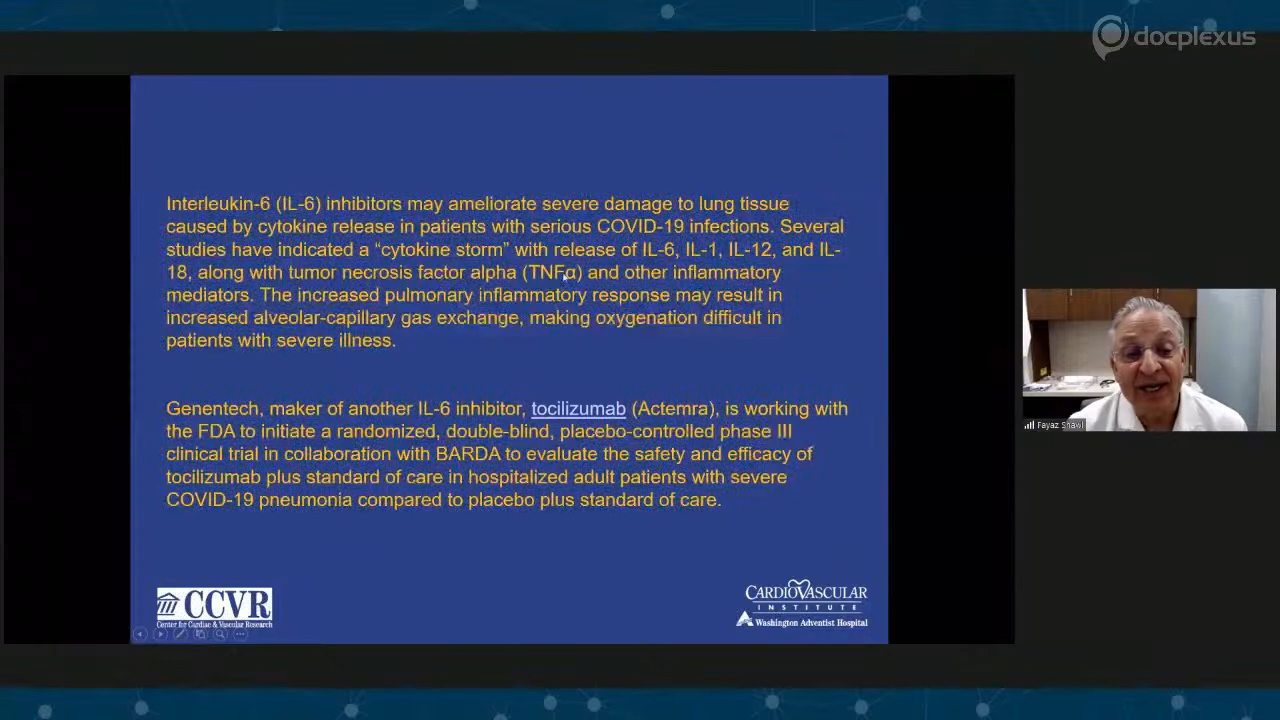 docplexus
Interleukin-6 (IL-6) inhibitors may ameliorate severe damage to lung tissue
caused by cytokine release in patients with serious COVID-19 infections. Several
studies have indicated a “cytokine storm” with release of IL-6, IL-1, IL-12, and IL-
18, along with tumor necrosis factor alpha (TNFα) and other inflammatory
mediators. The increased pulmonary inflammatory response may result in
increased alveolar-capillary gas exchange, making oxygenation difficult in
patients with severe illness.
Genentech, maker of another IL-6 inhibitor, tocilizumab (Actemra), is working with
the FDA to initiate a randomized, double-blind, placebo-controlled phase III
clinical trial in collaboration with BARDA to evaluate the safety and efficacy of
tocilizumab plus standard of care in hospitalized adult patients with severe
COVID-19 pneumonia compared to placebo plus standard of care.
Fayaz Shawl
CCVR
Center for Cardiac & Vascular Research
CARDIOVASCULAR
INSTITUTE
Washington Adventist Hospital